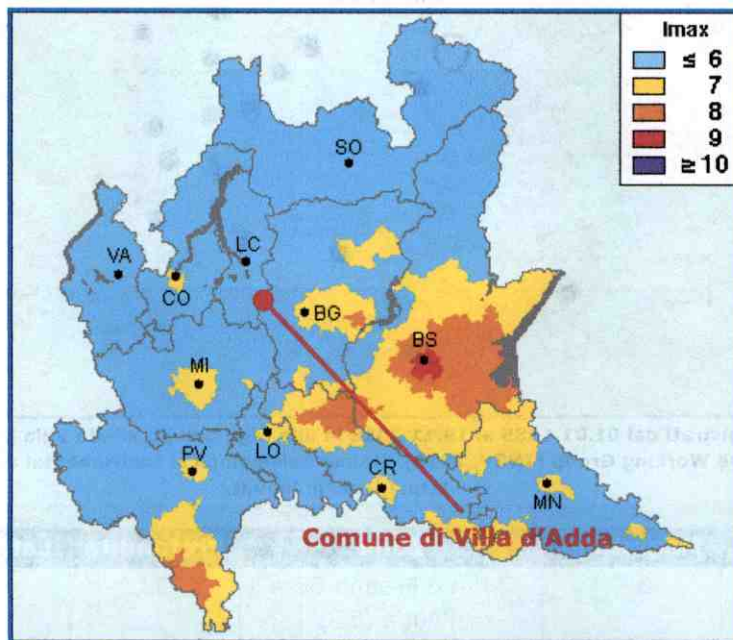 Imax
≤ 6
7
8
9
≥ 10
SO
VA
LC
CO
BG
BS
MI
LO
PV
CR
MN
Comune di Villa d'Adda